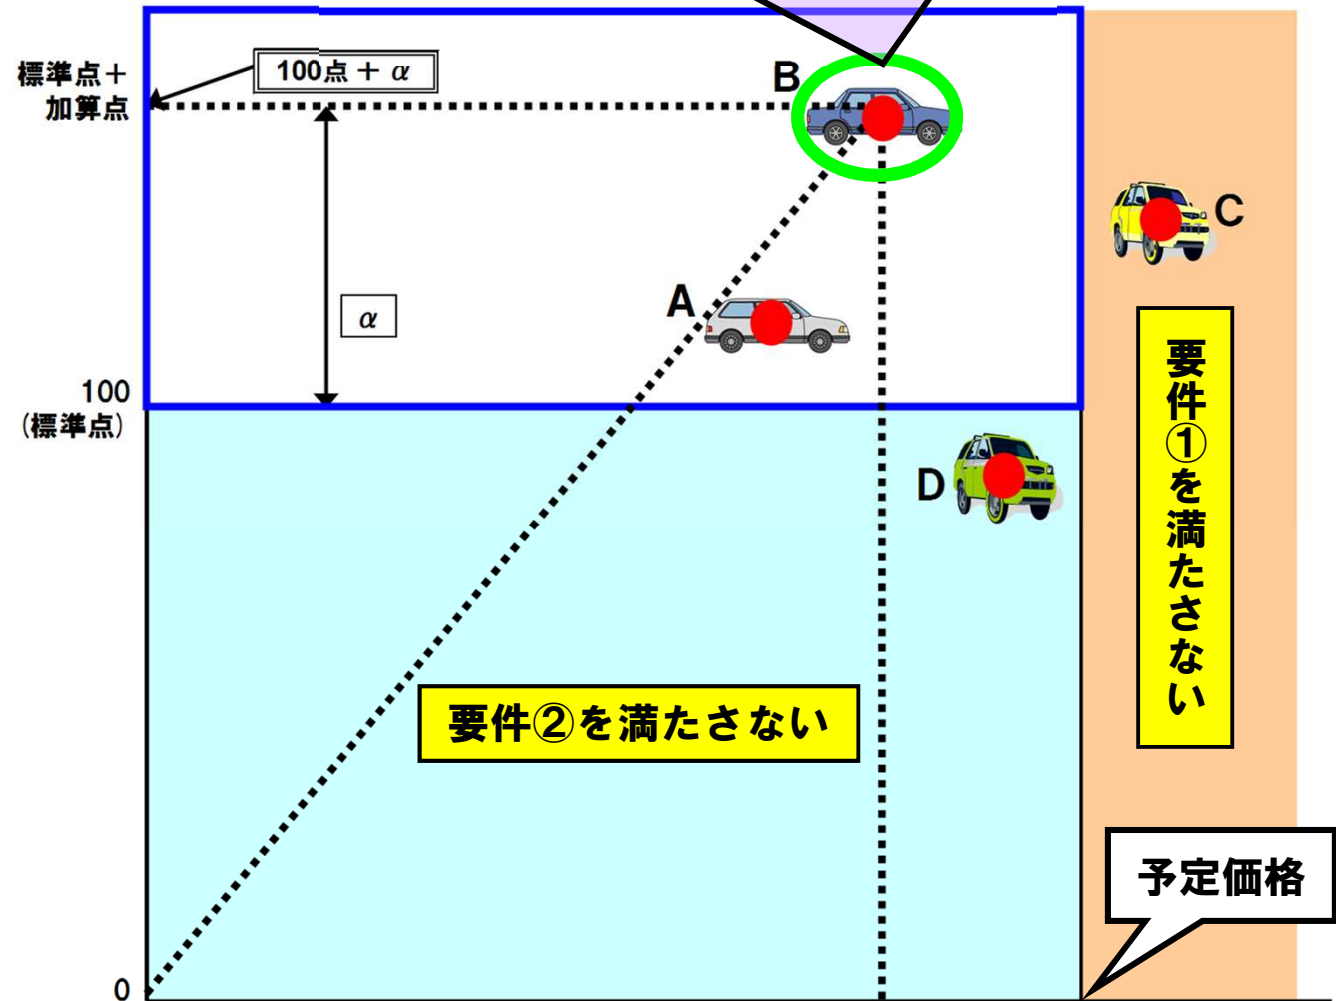 標準点+
加算点
100点 + α
B
C
A
α
100
(標準点)
D
要件①を満たさない
要件②を満たさない
予定価格
0